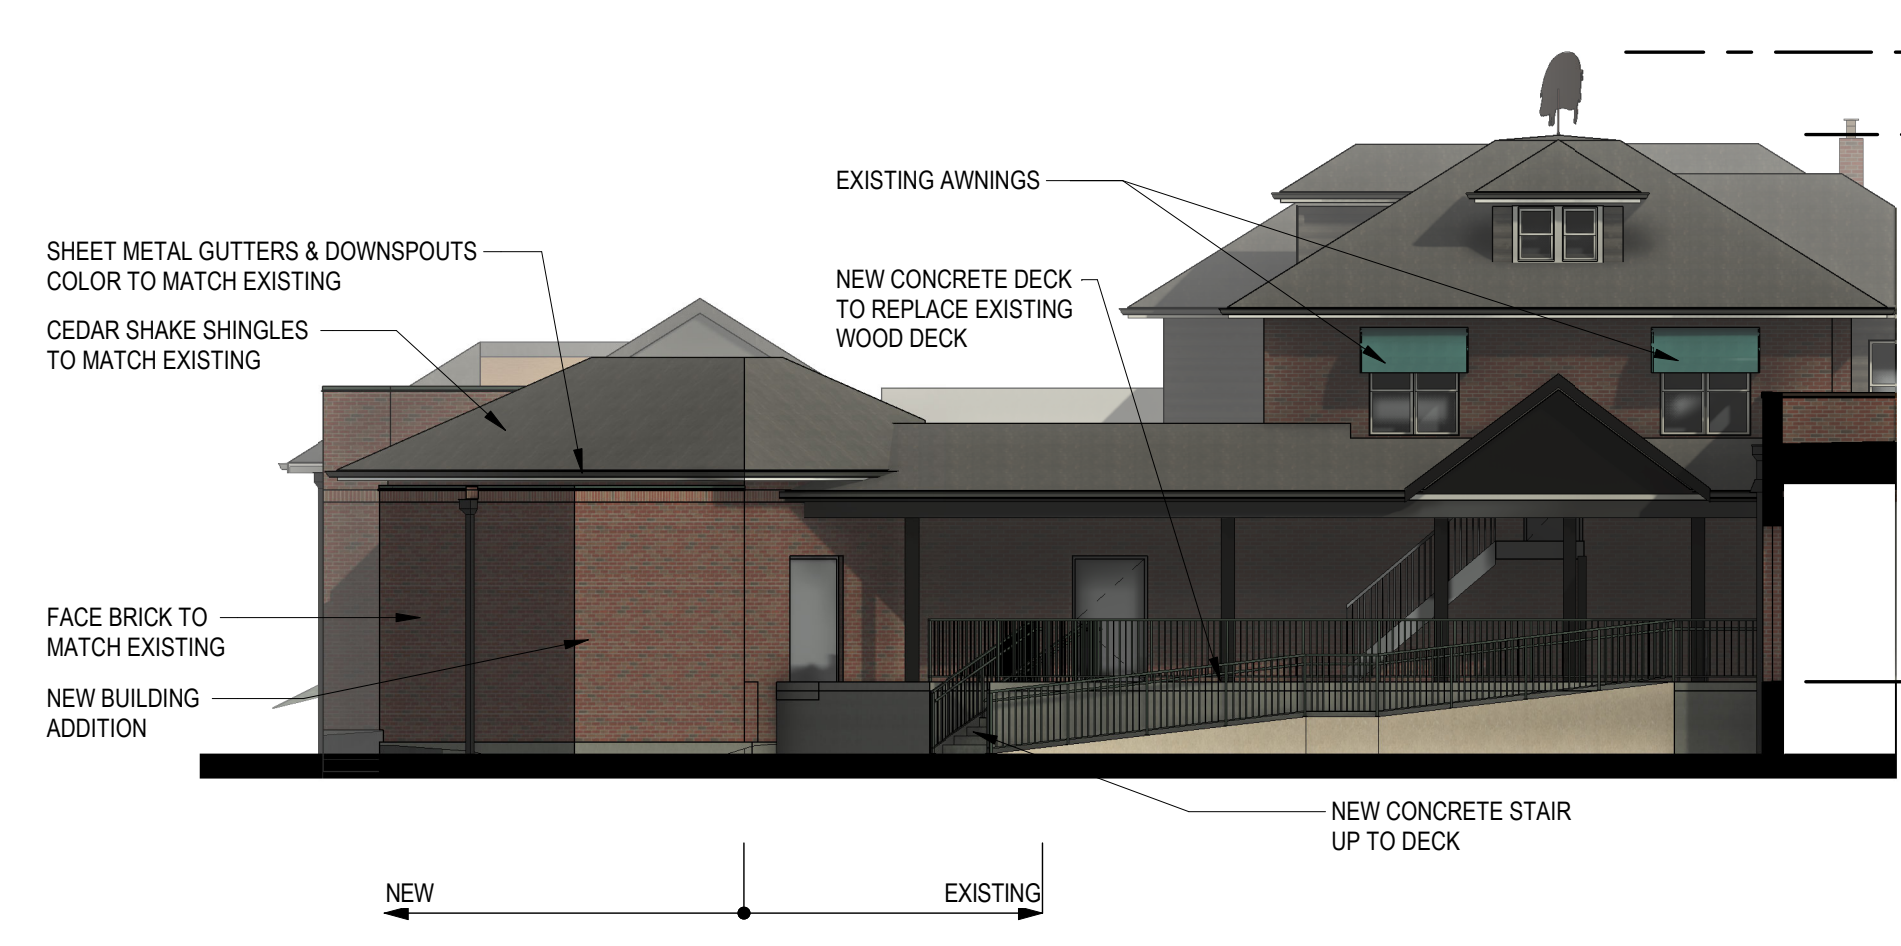 EXISTING AWNINGS
SHEET METAL GUTTERS & DOWNSPOUTS
COLOR TO MATCH EXISTING
NEW CONCRETE DECK
TO REPLACE EXISTING
WOOD DECK
CEDAR SHAKE SHINGLES
TO MATCH EXISTING
FACE BRICK TO
MATCH EXISTING
NEW BUILDING
ADDITION
NEW CONCRETE STAIR
UP TO DECK
NEW
EXISTING